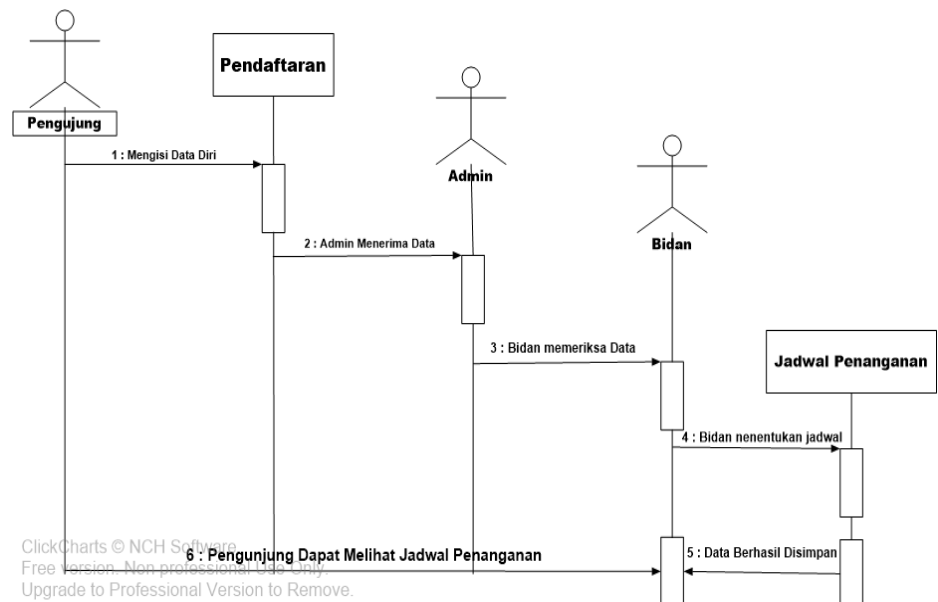 Pendaftaran
Pengujung
1 : Mengisi Data Diri
Admin
2 : Admin Menerima Data
Bidan
3 : Bidan memeriksa Data
Jadwal Penanganan
4 : Bidan nenentukan jadwal
5 : Data Berhasil Disimpan
6 : Pengunjung Dapat Melihat Jadwal Penanganan
ClickCharts © NCH Software
Free version. Non professional Use Only.
Upgrade to Professional Version to Remove.